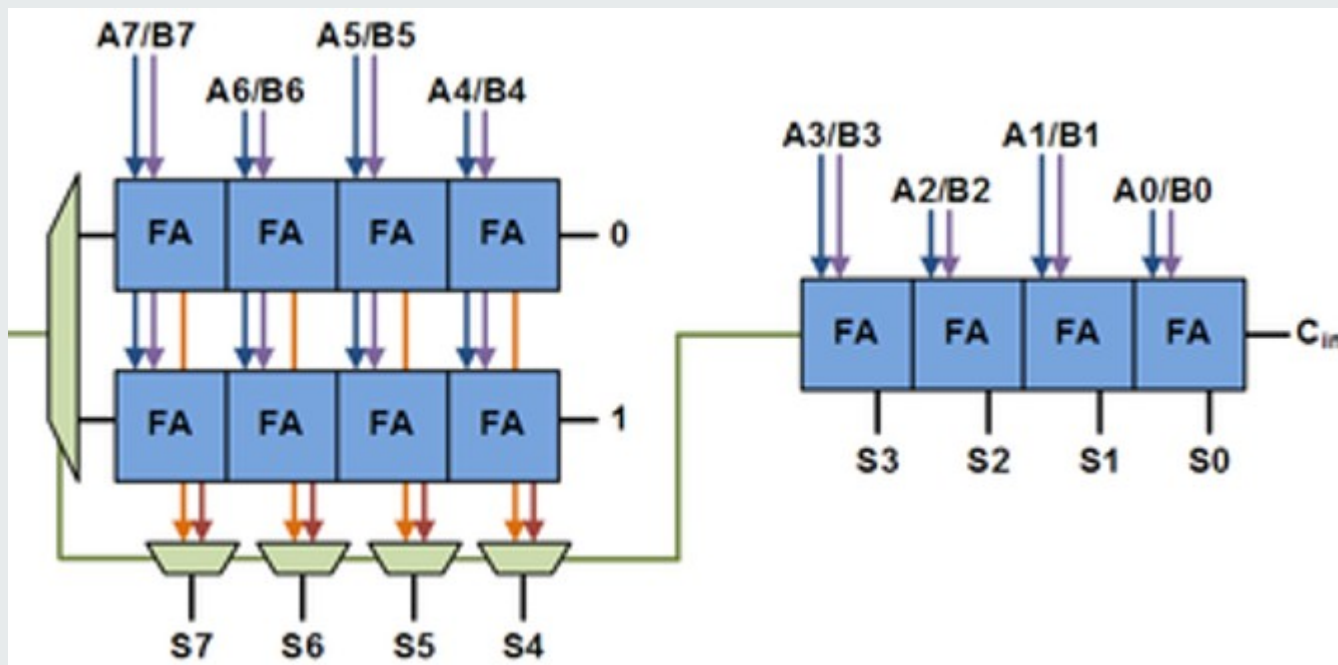 A7/B7 A5/B5
A6/B6 A4/B4
A3/B3 A1/B1
A2/B2 A0/B0
FA FA FA FA 0
FA FA FA FA Cin
FA FA FA FA 1
S3 S2 S1 S0
S7 S6 S5 S4